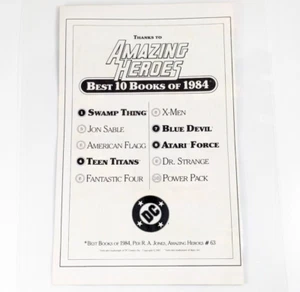 THANKS TO
AMAZING
HEROES
BEST 10 BOOKS OF 1984
SWAMP THING
JON SABLE
AMERICAN FLAGG
TEEN TITANS
FANTASTIC FOUR
X-MEN
BLUE DEVIL
ATARI FORCE
DR. STRANGE
POWER PACK
DC
*BEST BOOKS OF 1984, PER R. A. JONES, AMAZING HEROES #63